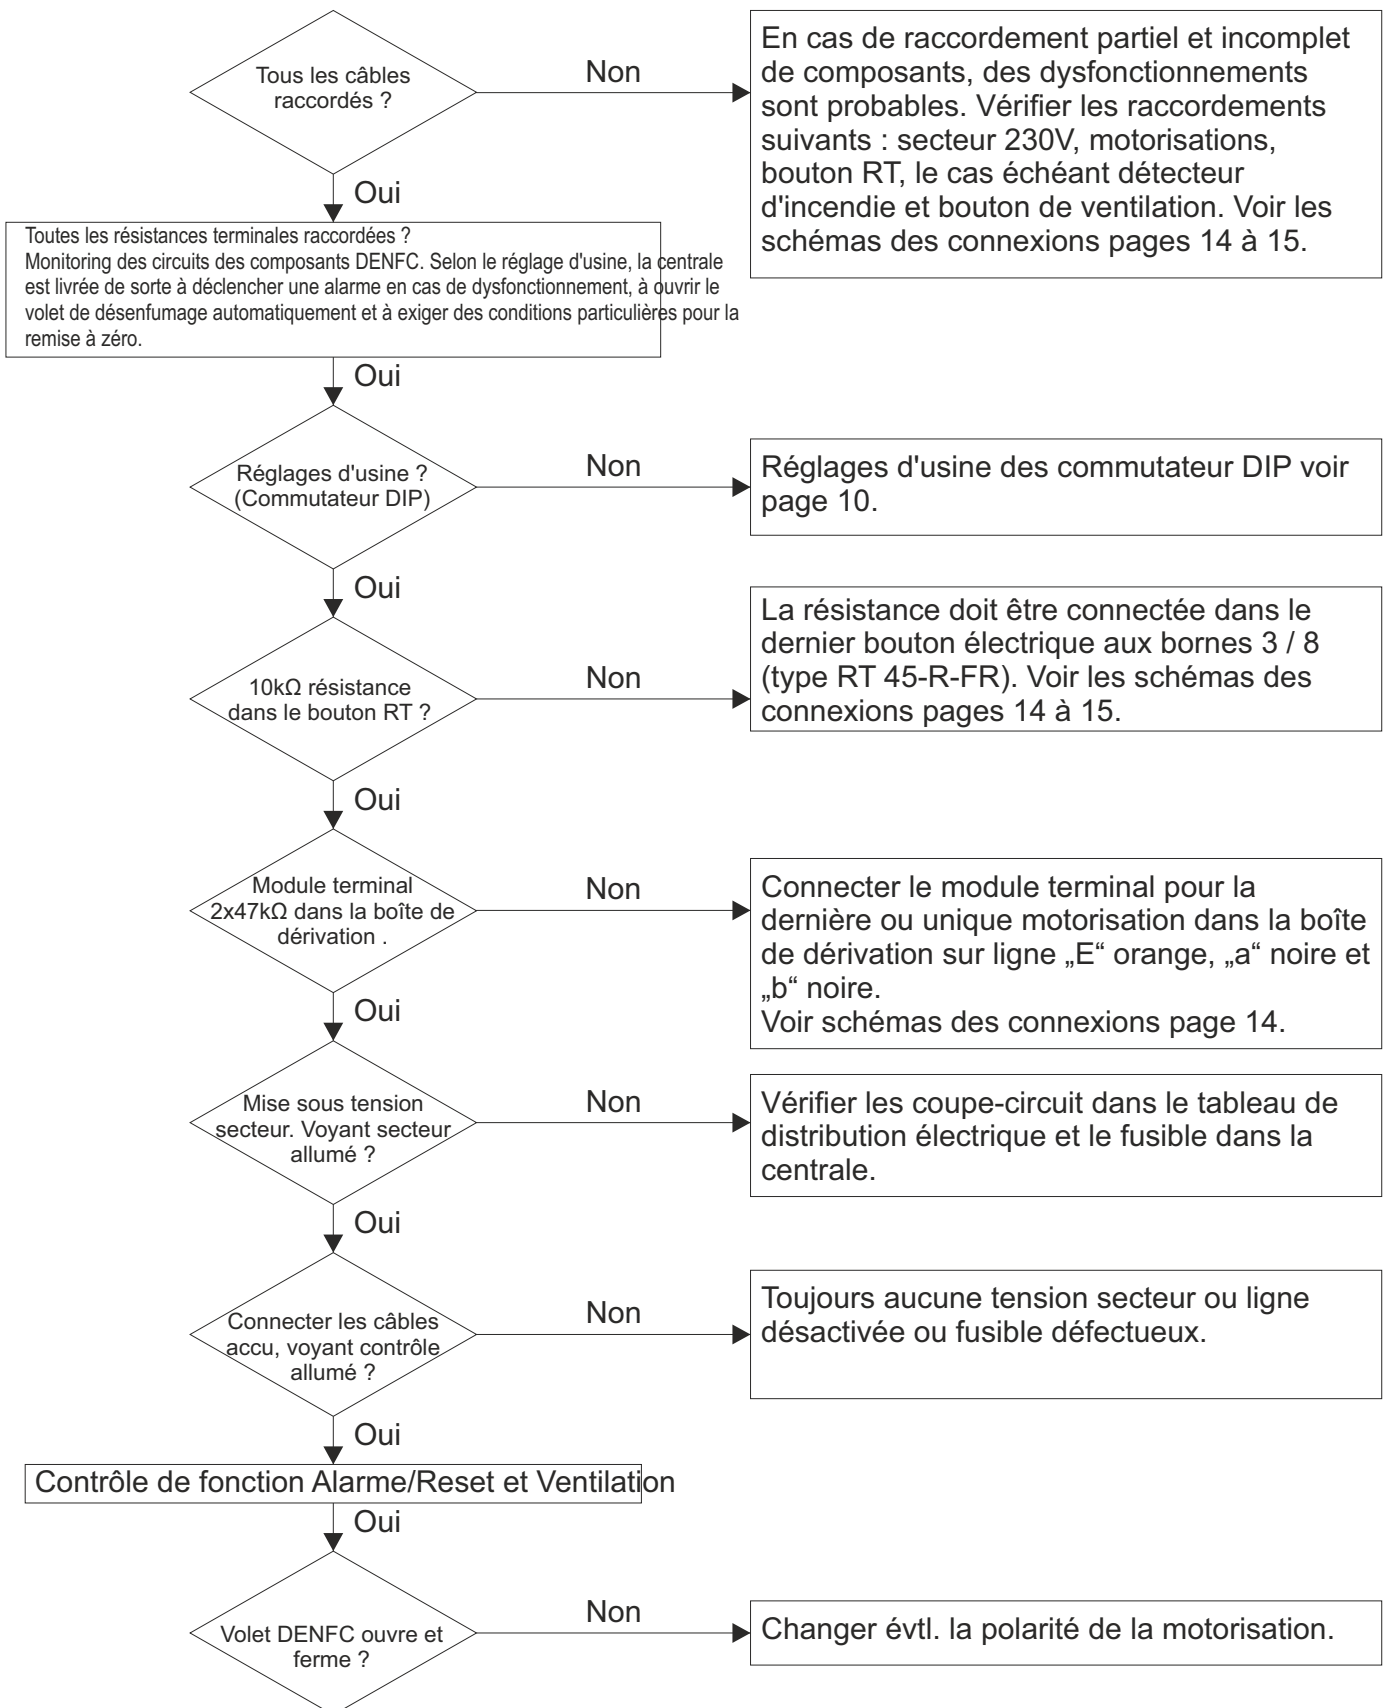 Tous les câbles
raccordés ?
Non
En cas de raccordement partiel et incomplet
de composants, des dysfonctionnements
sont probables. Vérifier les raccordements
suivants : secteur 230V, motorisations,
bouton RT, le cas échéant détecteur
d'incendie et bouton de ventilation. Voir les
schémas des connexions pages 14 à 15.
Oui
Toutes les résistances terminales raccordées ?
Monitoring des circuits des composants DENFC. Selon le réglage d'usine, la centrale
est livrée de sorte à déclencher une alarme en cas de dysfonctionnement, à ouvrir le
volet de désenfumage automatiquement et à exiger des conditions particulières pour la
remise à zéro.
Oui
Réglages d'usine ?
(Commutateur DIP)
Non
Réglages d'usine des commutateur DIP voir
page 10.
Oui
10kΩ résistance
dans le bouton RT ?
Non
La résistance doit être connectée dans le
dernier bouton électrique aux bornes 3 / 8
(type RT 45-R-FR). Voir les schémas des
connexions pages 14 à 15.
Oui
Module terminal
2x47kΩ dans la boîte de
dérivation .
Non
Connecter le module terminal pour la
dernière ou unique motorisation dans la boîte
de dérivation sur ligne „E“ orange, „a“ noire et
„b“ noire.
Voir schémas des connexions page 14.
Oui
Mise sous tension
secteur. Voyant secteur
allumé ?
Non
Vérifier les coupe-circuit dans le tableau de
distribution électrique et le fusible dans la
centrale.
Oui
Connecter les câbles
accu, voyant contrôle
allumé ?
Non
Toujours aucune tension secteur ou ligne
désactivée ou fusible défectueux.
Oui
Contrôle de fonction Alarme/Reset et Ventilation
Oui
Volet DENFC ouvre et
ferme ?
Non
Changer évtl. la polarité de la motorisation.